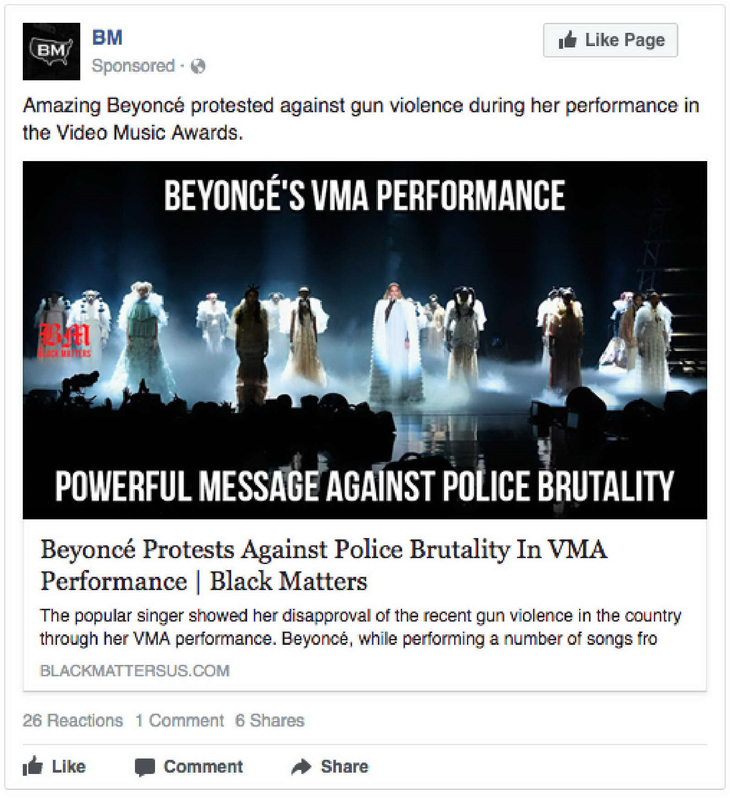 BM
BM
Like Page
Sponsored ·
Amazing Beyoncé protested against gun violence during her performance in
the Video Music Awards.
BEYONCÉ'S VMA PERFORMANCE
BM
BLACK MATTERS
POWERFUL MESSAGE AGAINST POLICE BRUTALITY
Beyoncé Protests Against Police Brutality In VMA
Performance | Black Matters
The popular singer showed her disapproval of the recent gun violence in the country
through her VMA performance. Beyoncé, while performing a number of songs fro
BLACKMATTERSUS.COM
26 Reactions 1 Comment 6 Shares
Like Comment Share